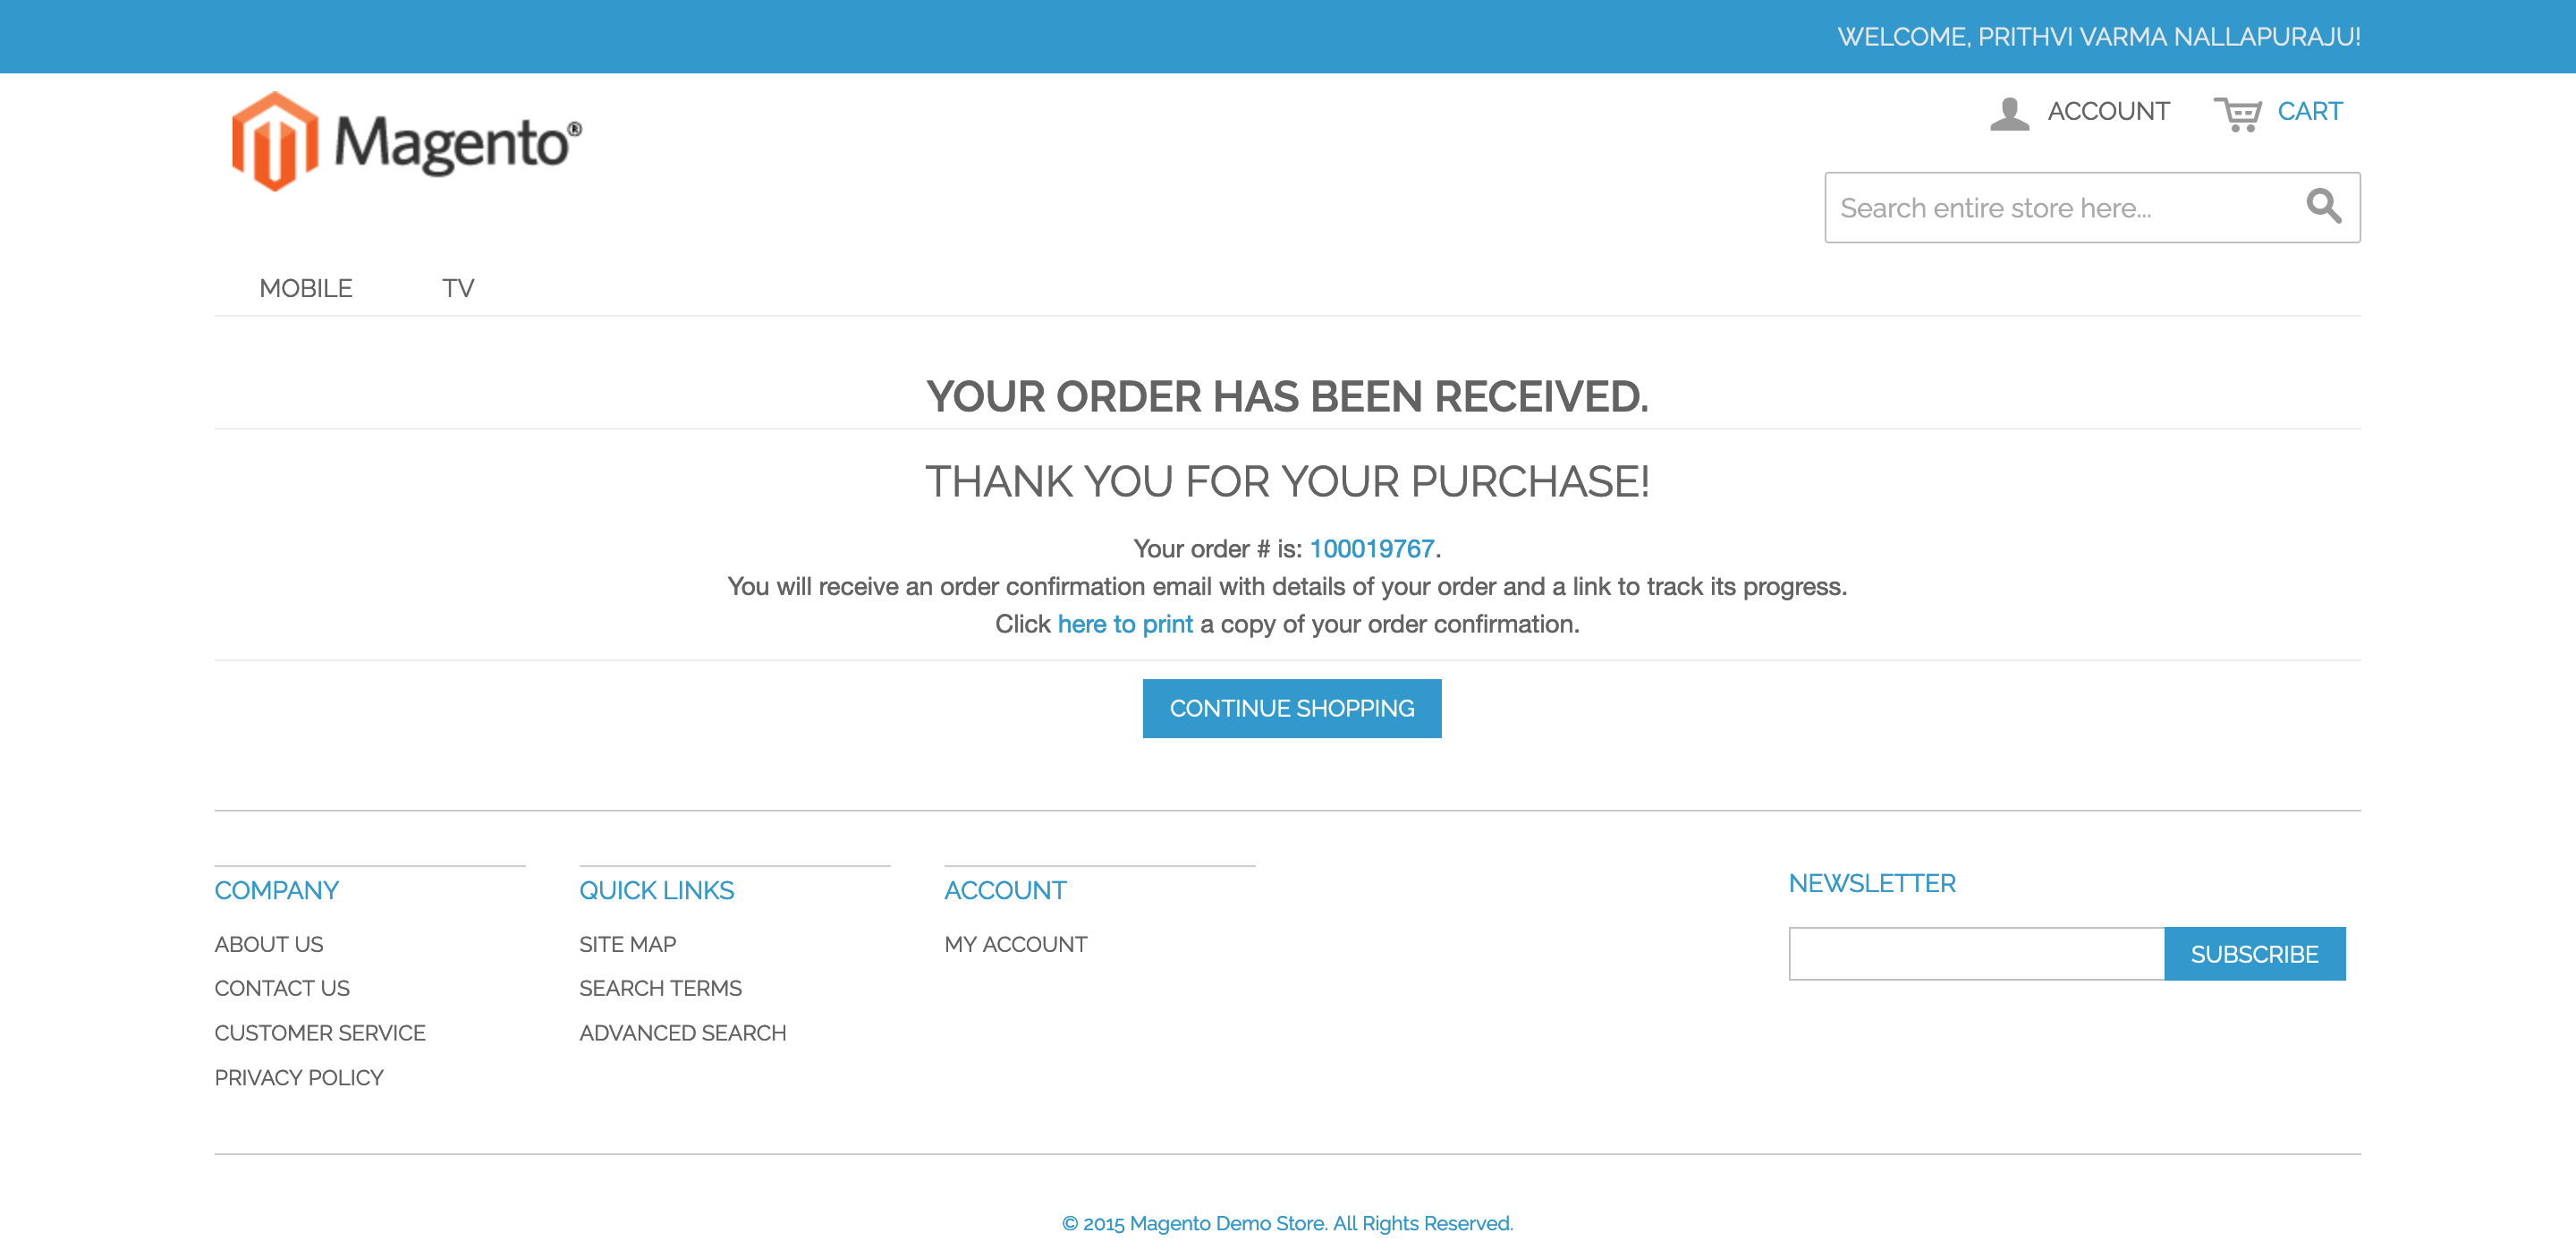 WELCOME, PRITHVI VARMA NALLAPURAJU!
Magento®
ACCOUNT
CART
Search entire store here...
MOBILE
TV
YOUR ORDER HAS BEEN RECEIVED.
THANK YOU FOR YOUR PURCHASE!
Your order # is: 100019767.
You will receive an order confirmation email with details of your order and a link to track its progress.
Click here to print a copy of your order confirmation.
CONTINUE SHOPPING
COMPANY
ABOUT US
CONTACT US
CUSTOMER SERVICE
PRIVACY POLICY
QUICK LINKS
SITE MAP
SEARCH TERMS
ADVANCED SEARCH
ACCOUNT
MY ACCOUNT
NEWSLETTER
SUBSCRIBE
© 2015 Magento Demo Store. All Rights Reserved.